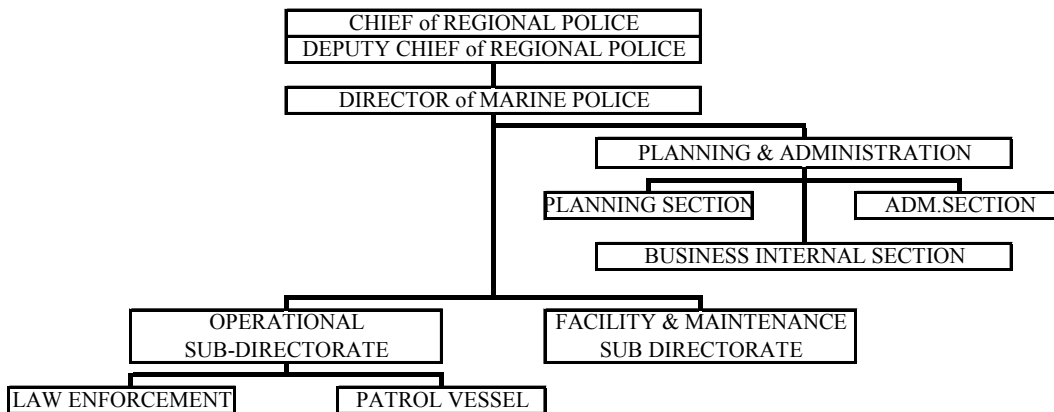 CHIEF of REGIONAL POLICE
DEPUTY CHIEF of REGIONAL POLICE
DIRECTOR of MARINE POLICE
PLANNING & ADMINISTRATION
PLANNING SECTION
ADM.SECTION
BUSINESS INTERNAL SECTION
OPERATIONAL
SUB-DIRECTORATE
FACILITY & MAINTENANCE
SUB DIRECTORATE
LAW ENFORCEMENT
PATROL VESSEL